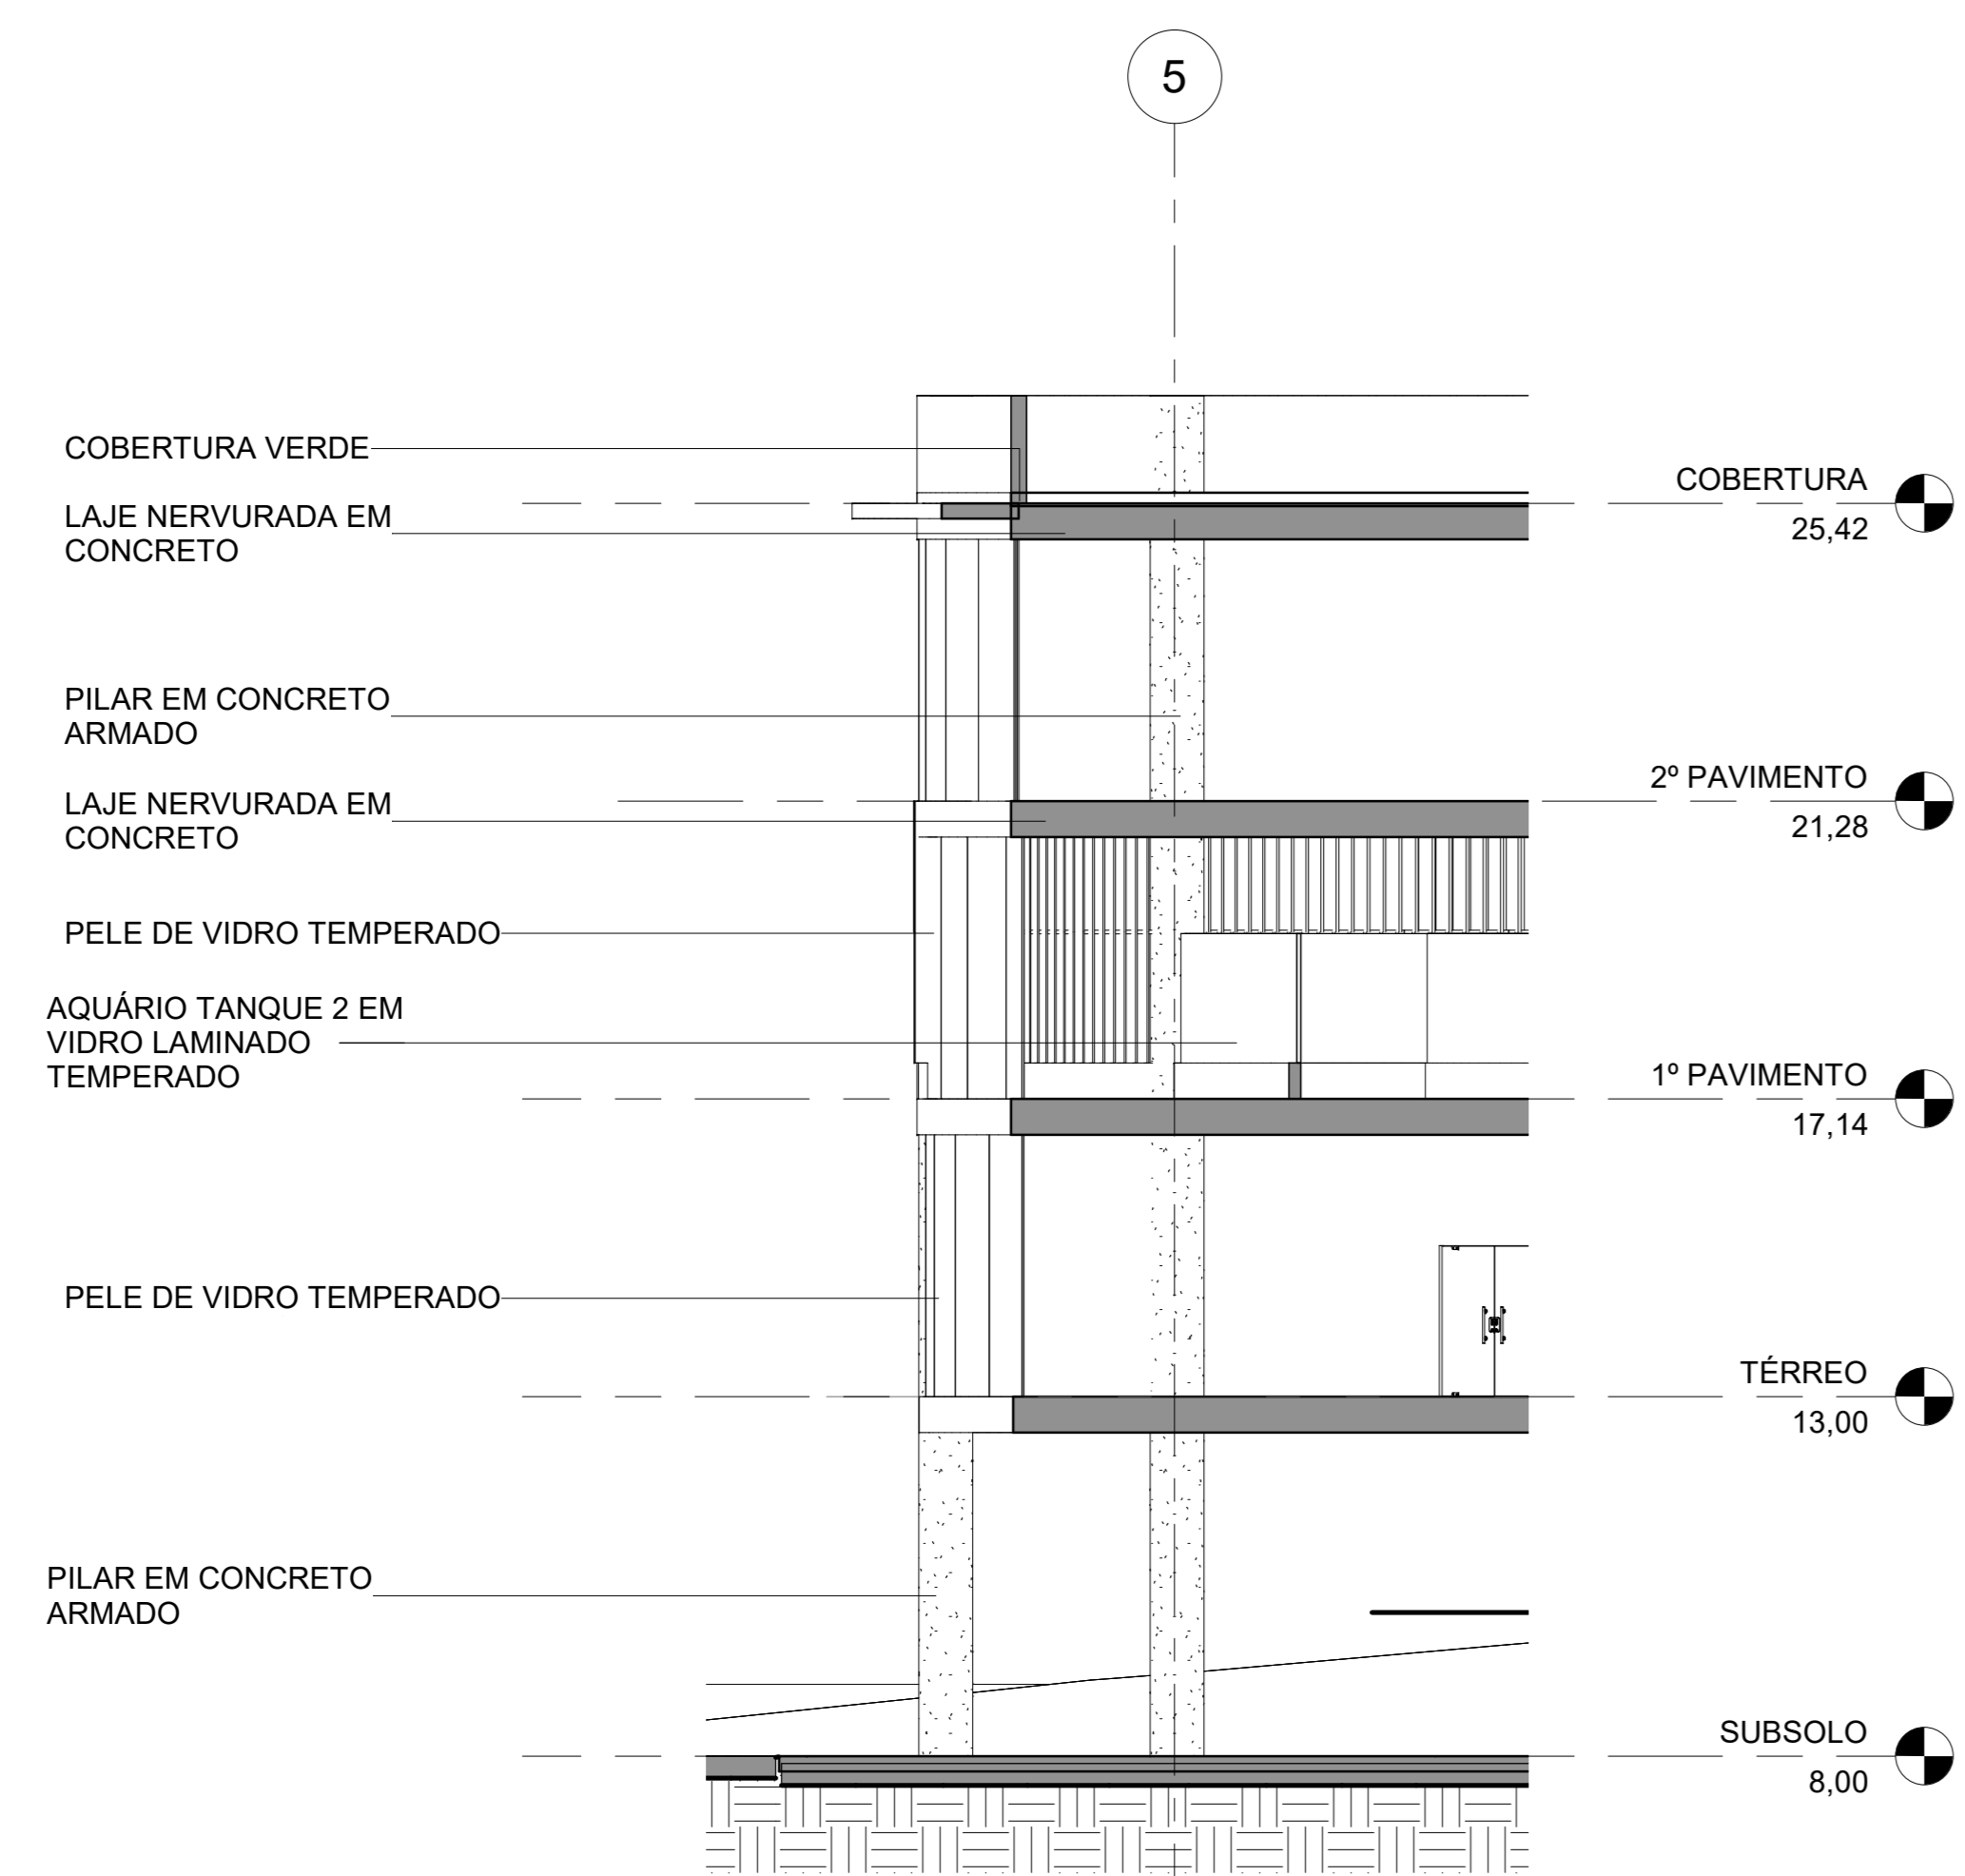 5
COBERTURA VERDE
LAJE NERVURADA EM
CONCRETO
COBERTURA
25,42
PILAR EM CONCRETO
ARMADO
LAJE NERVURADA EM
CONCRETO
2º PAVIMENTO
21,28
PELE DE VIDRO TEMPERADO
AQUÁRIO TANQUE 2 EM
VIDRO LAMINADO
TEMPERADO
1º PAVIMENTO
17,14
PELE DE VIDRO TEMPERADO
TÉRREO
13,00
PILAR EM CONCRETO
ARMADO
SUBSOLO
8,00